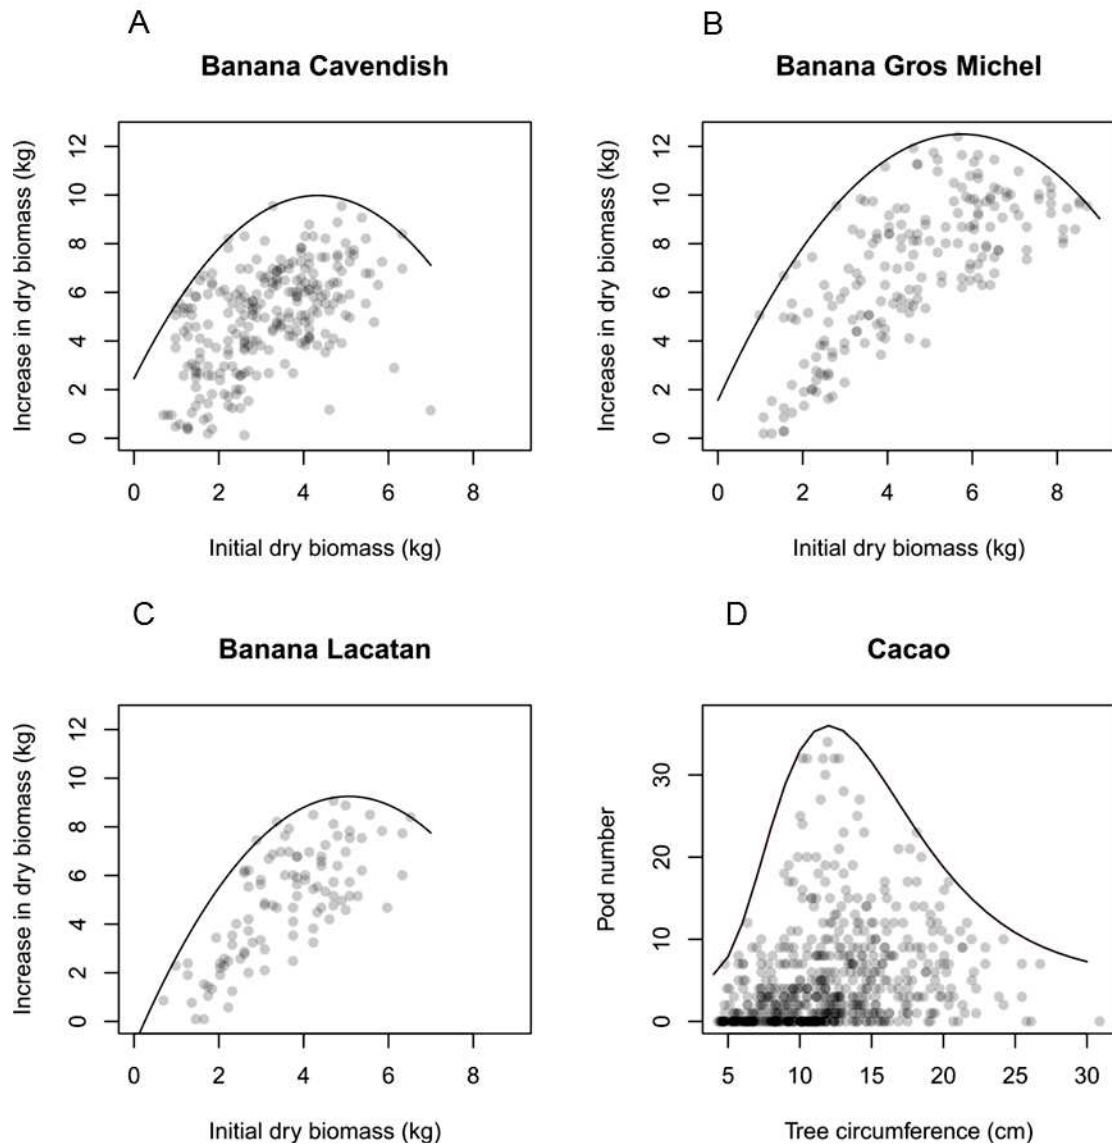 A
Banana Cavendish
Increase in dry biomass (kg)
12
10
8
6
4
2
0
0 2 4 6 8
Initial dry biomass (kg)
B
Banana Gros Michel
Increase in dry biomass (kg)
12
10
8
6
4
2
0
0 2 4 6 8
Initial dry biomass (kg)
C
Banana Lacatan
Increase in dry biomass (kg)
12
10
8
6
4
2
0
0 2 4 6 8
Initial dry biomass (kg)
D
Cacao
Pod number
30
20
10
0
5 10 15 20 25 30
Tree circumference (cm)